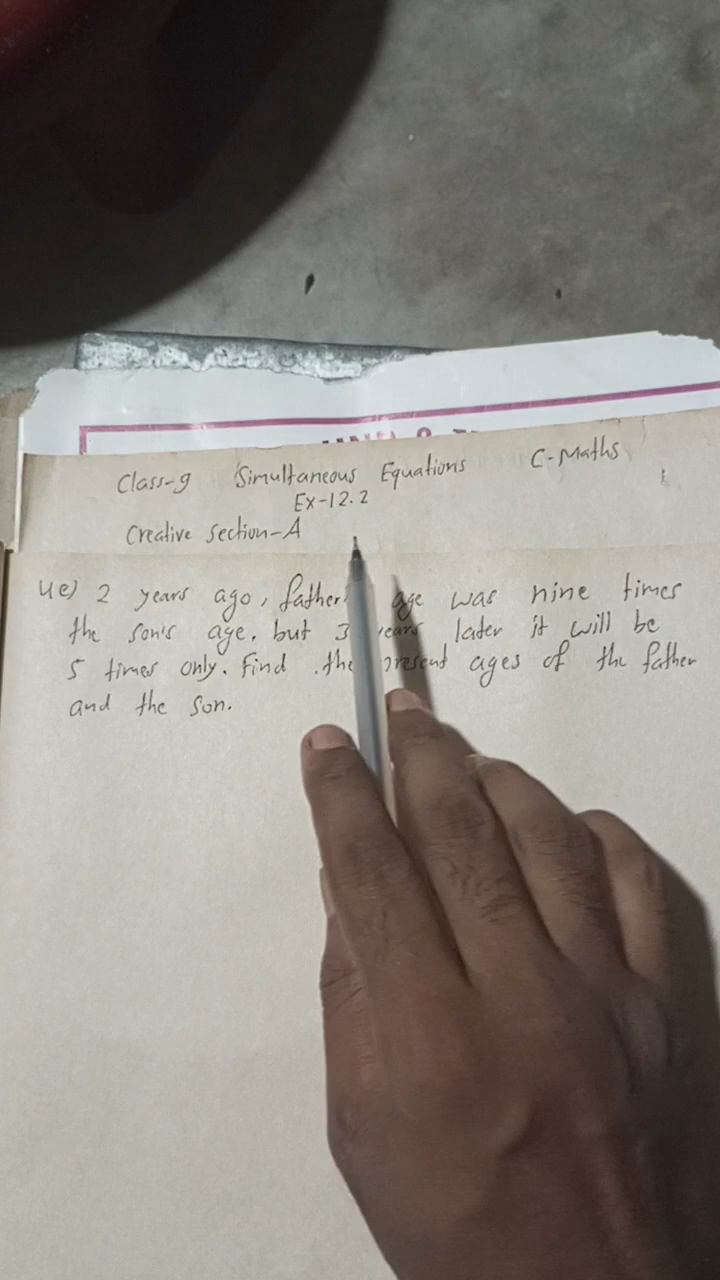 Class-9 Simultaneous Equations C-Maths
Ex-12.2
Creative section-A
4e) 2 years ago, father age was nine times
the son's age, but 3 years later it will be
5 times only. Find the present ages of the father
and the son.